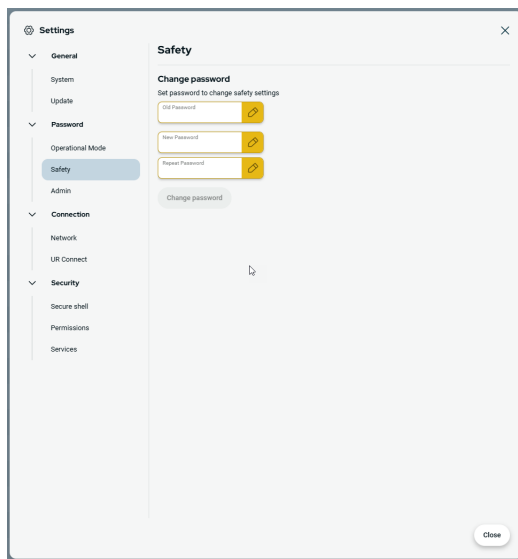 Settings
General
System
Update
Password
Operational Mode
Safety
Admin
Connection
Network
UR Connect
Security
Secure shell
Permissions
Services
Safety
Change password
Set password to change safety settings
Old Password
New Password
Repeat Password
Change password
Close